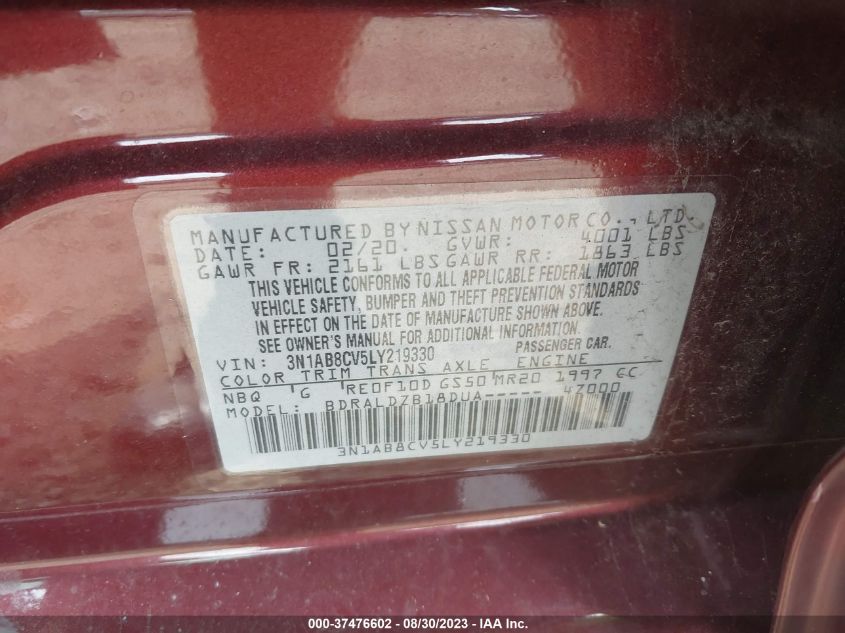 MANUFACTURED BY NISSAN MOTOR CO., LTD.
DATE: 02/20 GVWR: 4001 LBS
GAWR FR: 2161 LBS GAWR RR: 1863 LBS
THIS VEHICLE CONFORMS TO ALL APPLICABLE FEDERAL MOTOR
VEHICLE SAFETY, BUMPER AND THEFT PREVENTION STANDARDS
IN EFFECT ON THE DATE OF MANUFACTURE SHOWN ABOVE.
SEE OWNER'S MANUAL FOR ADDITIONAL INFORMATION.
VIN: 3N1AB8CV5LY219330 PASSENGER CAR.
COLOR TRIM TRANS AXLE ENGINE
NBQ G RE0F10D GS50 MR20 1997 CC
MODEL: BDRALDZB18DUA----- 47000
3N1AB8CV5LY219330
000-37476602 - 08/30/2023 - IAA Inc.